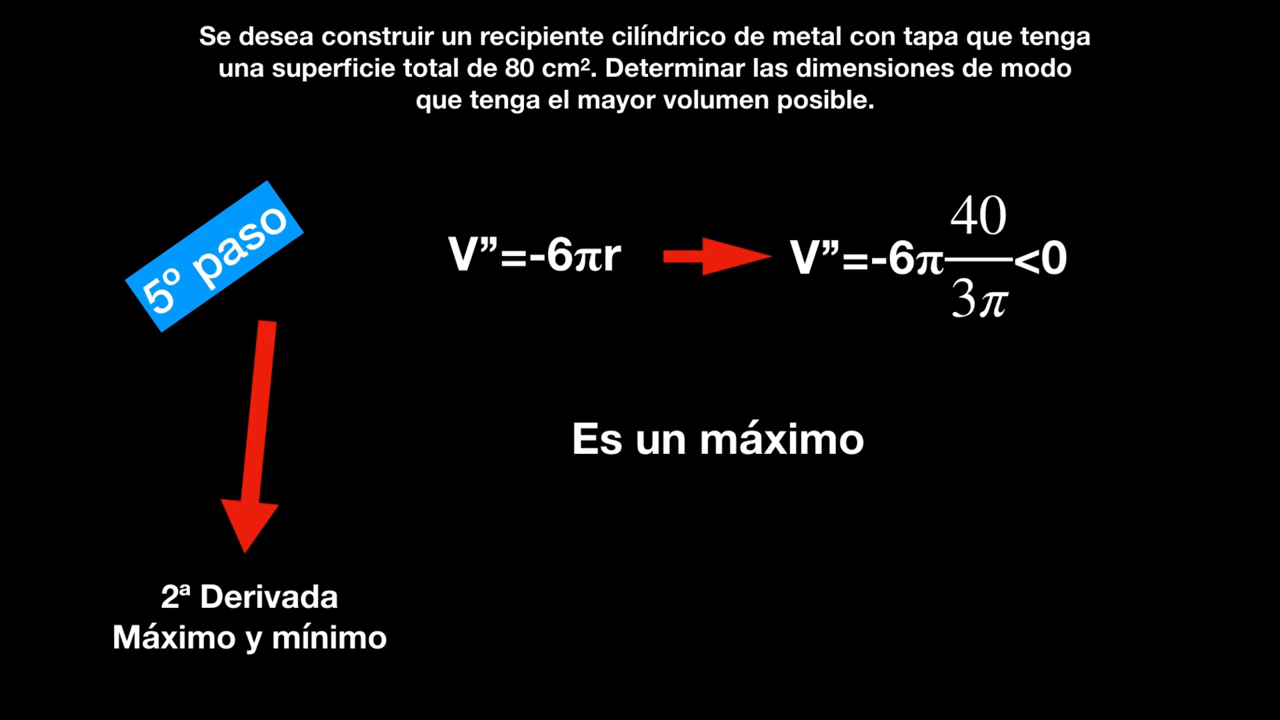 Se desea construir un recipiente cilíndrico de metal con tapa que tenga
una superficie total de 80 cm². Determinar las dimensiones de modo
que tenga el mayor volumen posible.
5º paso
V”=-6πr
V”=-6π40/3π<0
Es un máximo
2ª Derivada
Máximo y mínimo